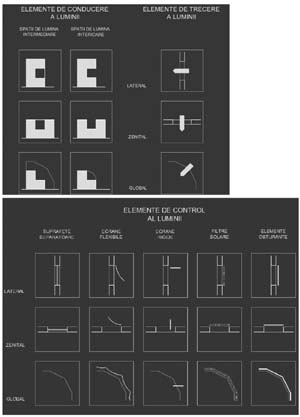 ELEMENTE DE CONDUCERE
A LUMINII
ELEMENTE DE TRECERE
A LUMINII
SPATII DE LUMINA
INTERMEDIARE
SPATII DE LUMINA
INTERIOARE
LATERAL
ZENITAL
GLOBAL
ELEMENTE DE CONTROL
AL LUMINII
SUPRAFETE
SEPARATOARE
ECRANE
FLEXIBILE
ECRANE
RIGIDE
FILTRE
SOLARE
ELEMENTE
OBTURANTE
LATERAL
ZENITAL
GLOBAL